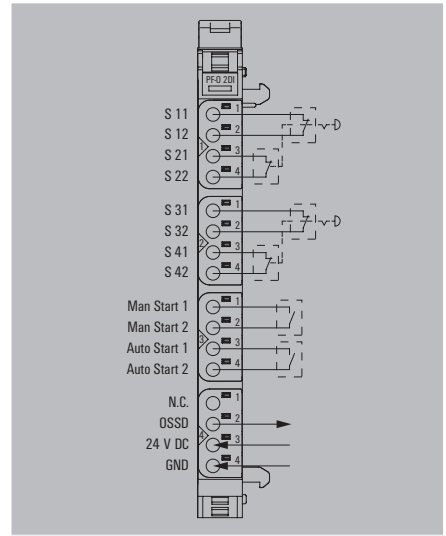 PF-O 2DI
S 11 1
S 12 2
1
S 21 3
S 22 4
S 31 1
S 32 2
2
S 41 3
S 42 4
Man Start 1 1
Man Start 2 2
3
Auto Start 1 3
Auto Start 2 4
N.C. 1
OSSD 2
4
24 V DC 3
GND 4